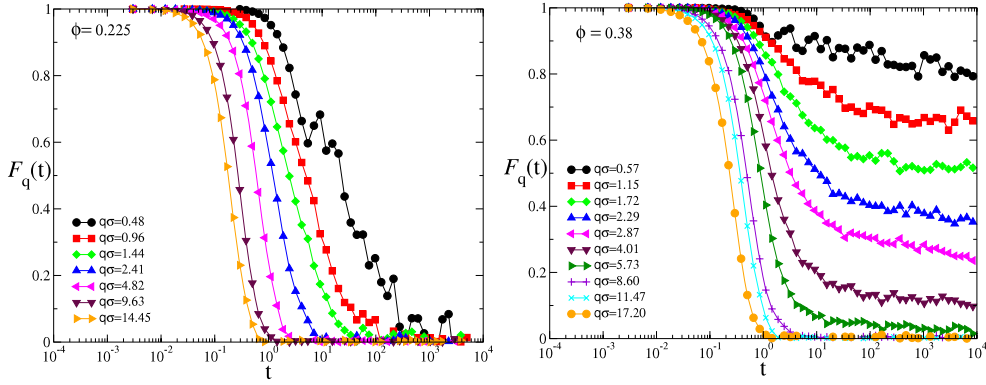 ϕ= 0.225
F_q(t)
1
0.8
0.6
0.4
0.2
0
qσ=0.48
qσ=0.96
qσ=1.44
qσ=2.41
qσ=4.82
qσ=9.63
qσ=14.45
10^-4 10^-3 10^-2 10^-1 10^0 10^1 10^2 10^3 10^4
t
ϕ= 0.38
F_q(t)
1
0.8
0.6
0.4
0.2
0
qσ=0.57
qσ=1.15
qσ=1.72
qσ=2.29
qσ=2.87
qσ=4.01
qσ=5.73
qσ=8.60
qσ=11.47
qσ=17.20
10^-4 10^-3 10^-2 10^-1 10^0 10^1 10^2 10^3 10^4
t